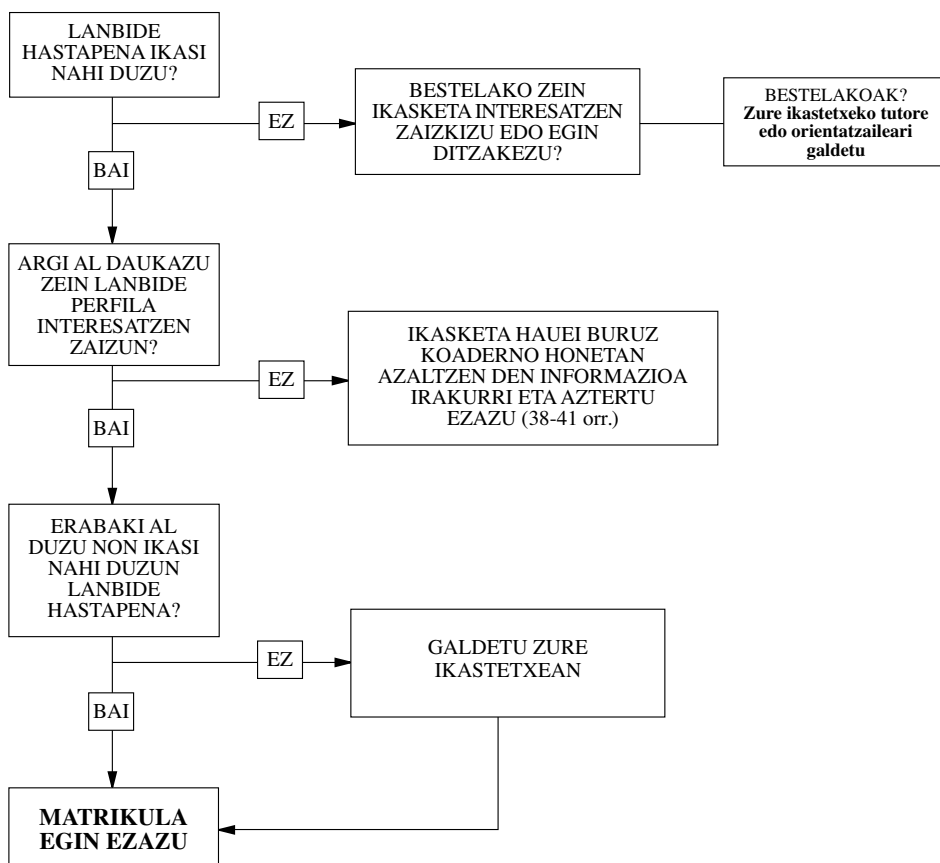 LANBIDE
HASTAPENA IKASI
NAHI DUZU?
EZ
BESTELAKO ZEIN
IKASKETA INTERESATZEN
ZAIZKIZU EDO EGIN
DITZAKEZU?
BESTELAKOAK?
Zure ikastetxeko tutore
edo orientatzaileari
galdetu
BAI
ARGI AL DAUKAZU
ZEIN LANBIDE
PERFILA
INTERESATZEN
ZAIZUN?
EZ
IKASKETA HAUEI BURUZ
KOADERNO HONETAN
AZALTZEN DEN INFORMAZIOA
IRAKURRI ETA AZTERTU
EZAZU (38-41 orr.)
BAI
ERABAKI AL
DUZU NON IKASI
NAHI DUZUN
LANBIDE
HASTAPENA?
EZ
GALDETU ZURE
IKASTETXEAN
BAI
MATRIKULA
EGIN EZAZU